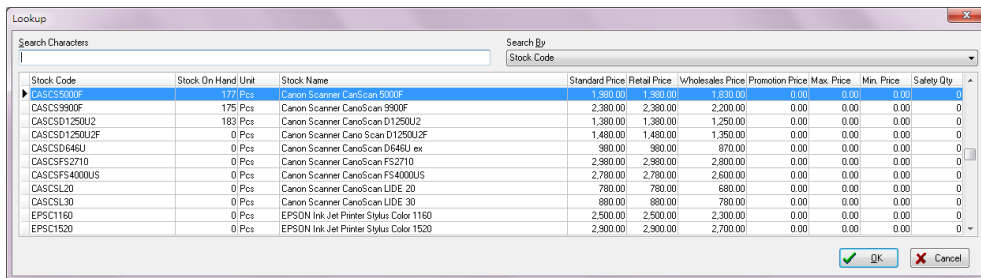 Lookup
Search Characters Search By
Stock Code
Stock Code Stock On Hand Unit Stock Name Standard Price Retail Price Wholesales Price Promotion Price Max. Price Min. Price Safety Qty
CASCS5000F 177 Pcs Canon Scanner CanScan 5000F 1,980.00 1,980.00 1,830.00 0.00 0.00 0.00 0
CASCS9900F 175 Pcs Canon Scanner CanoScan 9900F 2,380.00 2,380.00 2,200.00 0.00 0.00 0.00 0
CASCSD1250U2 183 Pcs Canon Scanner CanoScan D1250U2 1,380.00 1,380.00 1,250.00 0.00 0.00 0.00 0
CASCSD1250U2F 0 Pcs Canon Scanner Cano Scan D1250U2F 1,480.00 1,480.00 1,350.00 0.00 0.00 0.00 0
CASCSD646U 0 Pcs Canon Scanner CanoScan D646U ex 980.00 980.00 870.00 0.00 0.00 0.00 0
CASCSFS2710 0 Pcs Canon Scanner CanoScan FS2710 2,980.00 2,980.00 2,800.00 0.00 0.00 0.00 0
CASCSFS4000US 0 Pcs Canon Scanner CanoScan FS4000US 2,780.00 2,780.00 2,600.00 0.00 0.00 0.00 0
CASCSL20 0 Pcs Canon Scanner CanoScan LIDE 20 780.00 780.00 680.00 0.00 0.00 0.00 0
CASCSL30 0 Pcs Canon Scanner CanoScan LIDE 30 880.00 880.00 780.00 0.00 0.00 0.00 0
EPSC1160 0 Pcs EPSON Ink Jet Printer Stylus Color 1160 2,500.00 2,500.00 2,300.00 0.00 0.00 0.00 0
EPSC1520 0 Pcs EPSON Ink Jet Printer Stylus Color 1520 2,900.00 2,900.00 2,700.00 0.00 0.00 0.00 0
OK Cancel